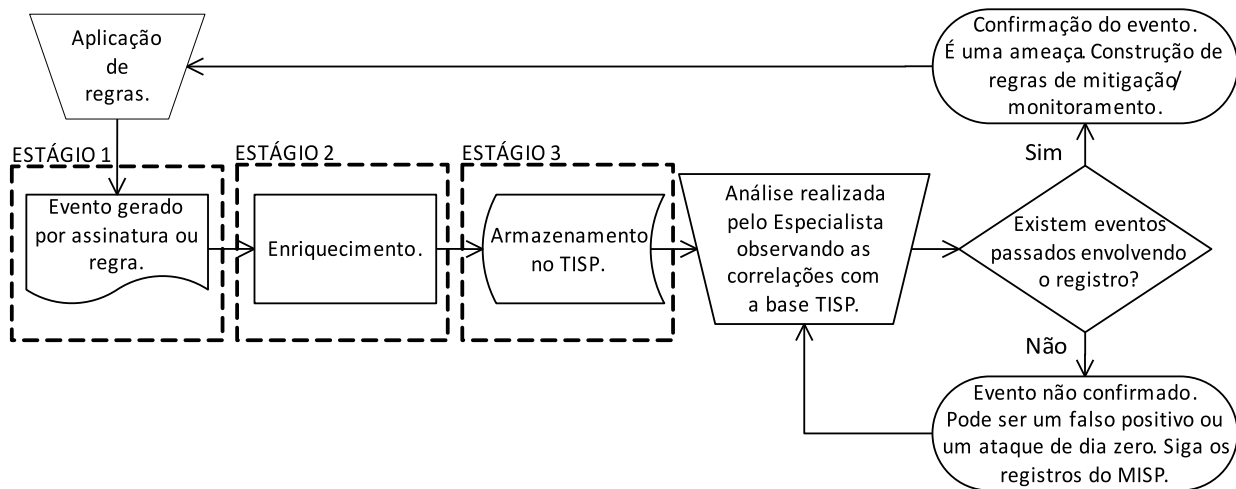 Aplicação
de
regras.
Confirmação do evento.
É uma ameaça. Construção de
regras de mitigação/
monitoramento.
ESTÁGIO 1
Evento gerado
por assinatura ou
regra.
ESTÁGIO 2
Enriquecimento.
ESTÁGIO 3
Armazenamento
no TISP.
Análise realizada
pelo Especialista
observando as
correlações com
a base TISP.
Existem eventos
passados envolvendo
o registro?
Sim
Não
Evento não confirmado.
Pode ser um falso positivo ou
um ataque de dia zero. Siga os
registros do MISP.